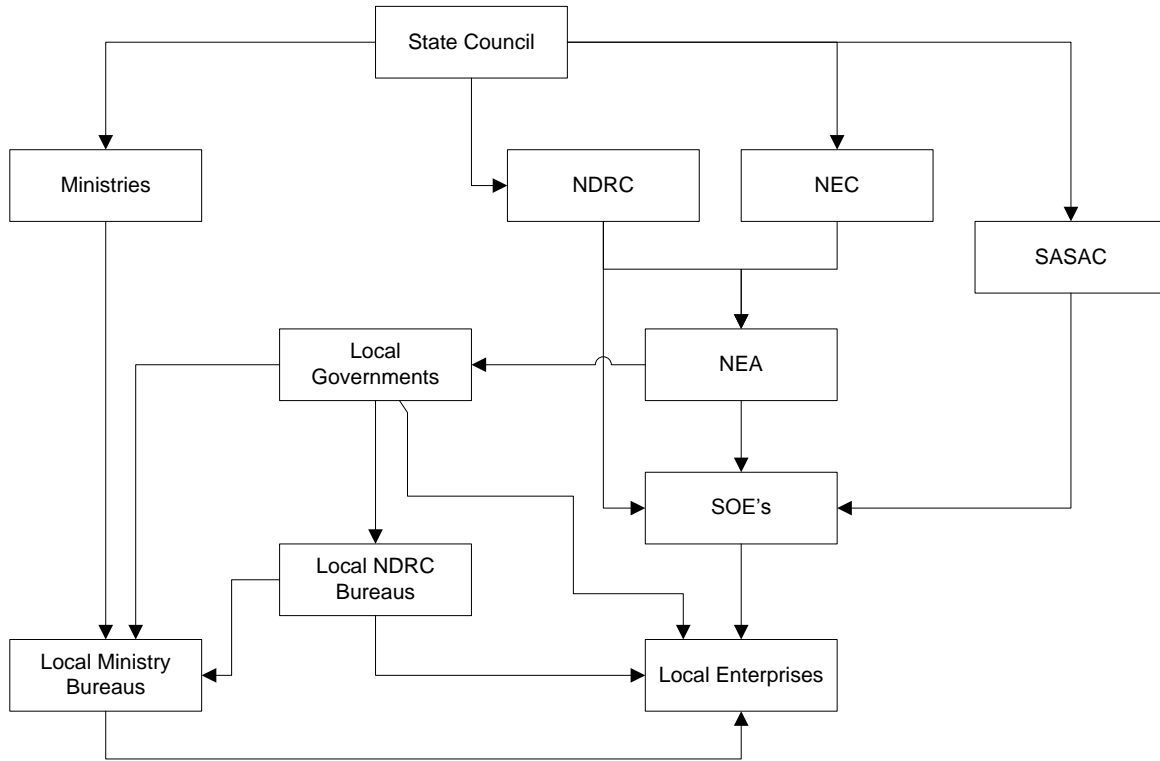 State Council
Ministries
NDRC
NEC
SASAC
Local
Governments
NEA
SOE’s
Local NDRC
Bureaus
Local Ministry
Bureaus
Local Enterprises